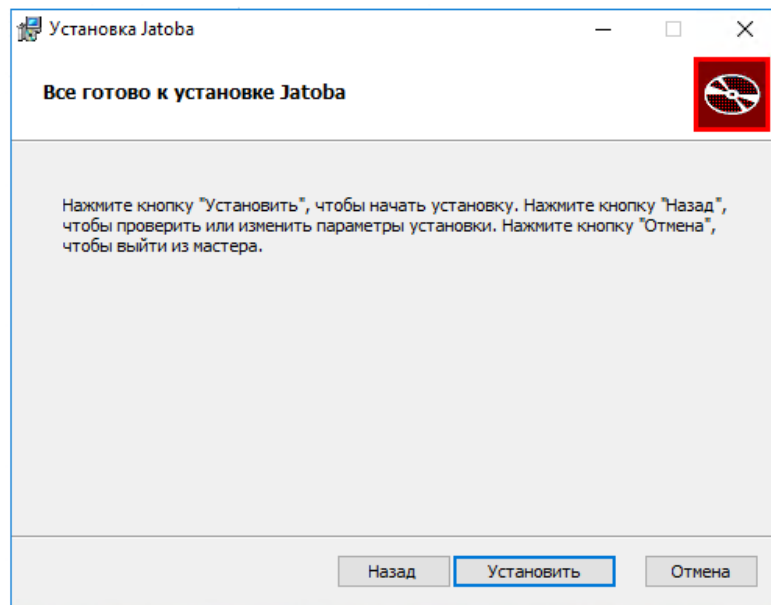 Установка Jatoba
Все готово к установке Jatoba
Нажмите кнопку "Установить", чтобы начать установку. Нажмите кнопку "Назад",
чтобы проверить или изменить параметры установки. Нажмите кнопку "Отмена",
чтобы выйти из мастера.
Назад
Установить
Отмена